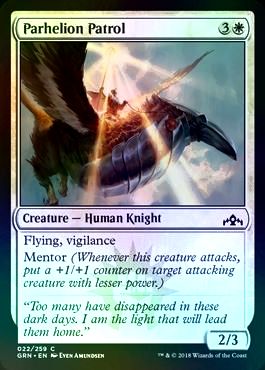 Parhelion Patrol 3
Creature — Human Knight
Flying, vigilance
Mentor (Whenever this creature attacks,
put a +1/+1 counter on target attacking
creature with lesser power.)
“Too many have disappeared in these
dark days. I am the light that will lead
them home.”
2/3
022/259 C
GRN • EN Even Amundsen
™ & © 2018 Wizards of the Coast